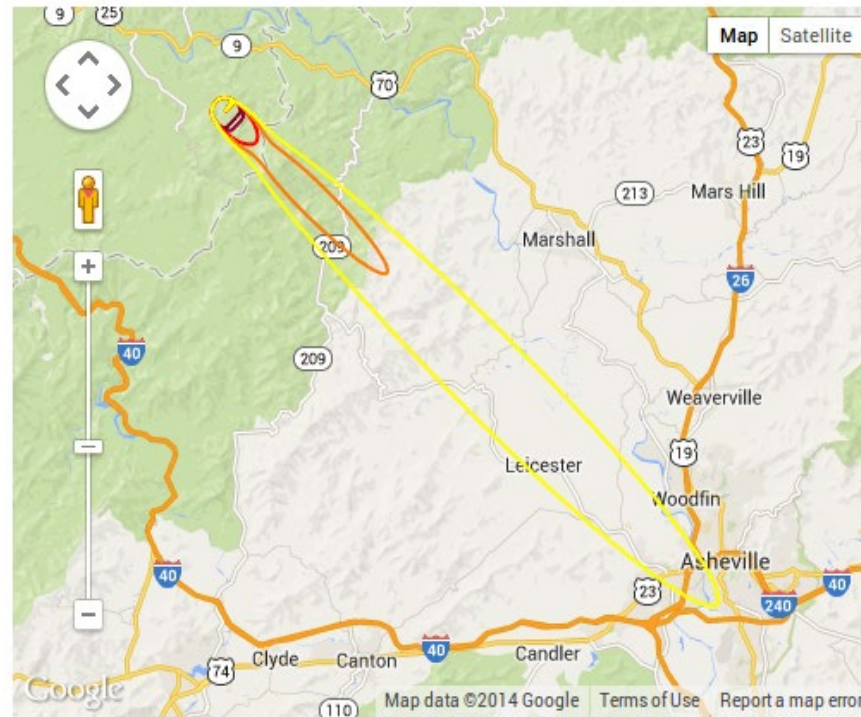 25
9
9
Map Satellite
70
23
19
213
Mars Hill
Marshall
209
26
40
209
Weaverville
19
Leicester
Woodfin
Asheville
40
23
40
240
40
Candler
Clyde
Canton
74
110
Google
Map data ©2014 Google
Terms of Use
Report a map error